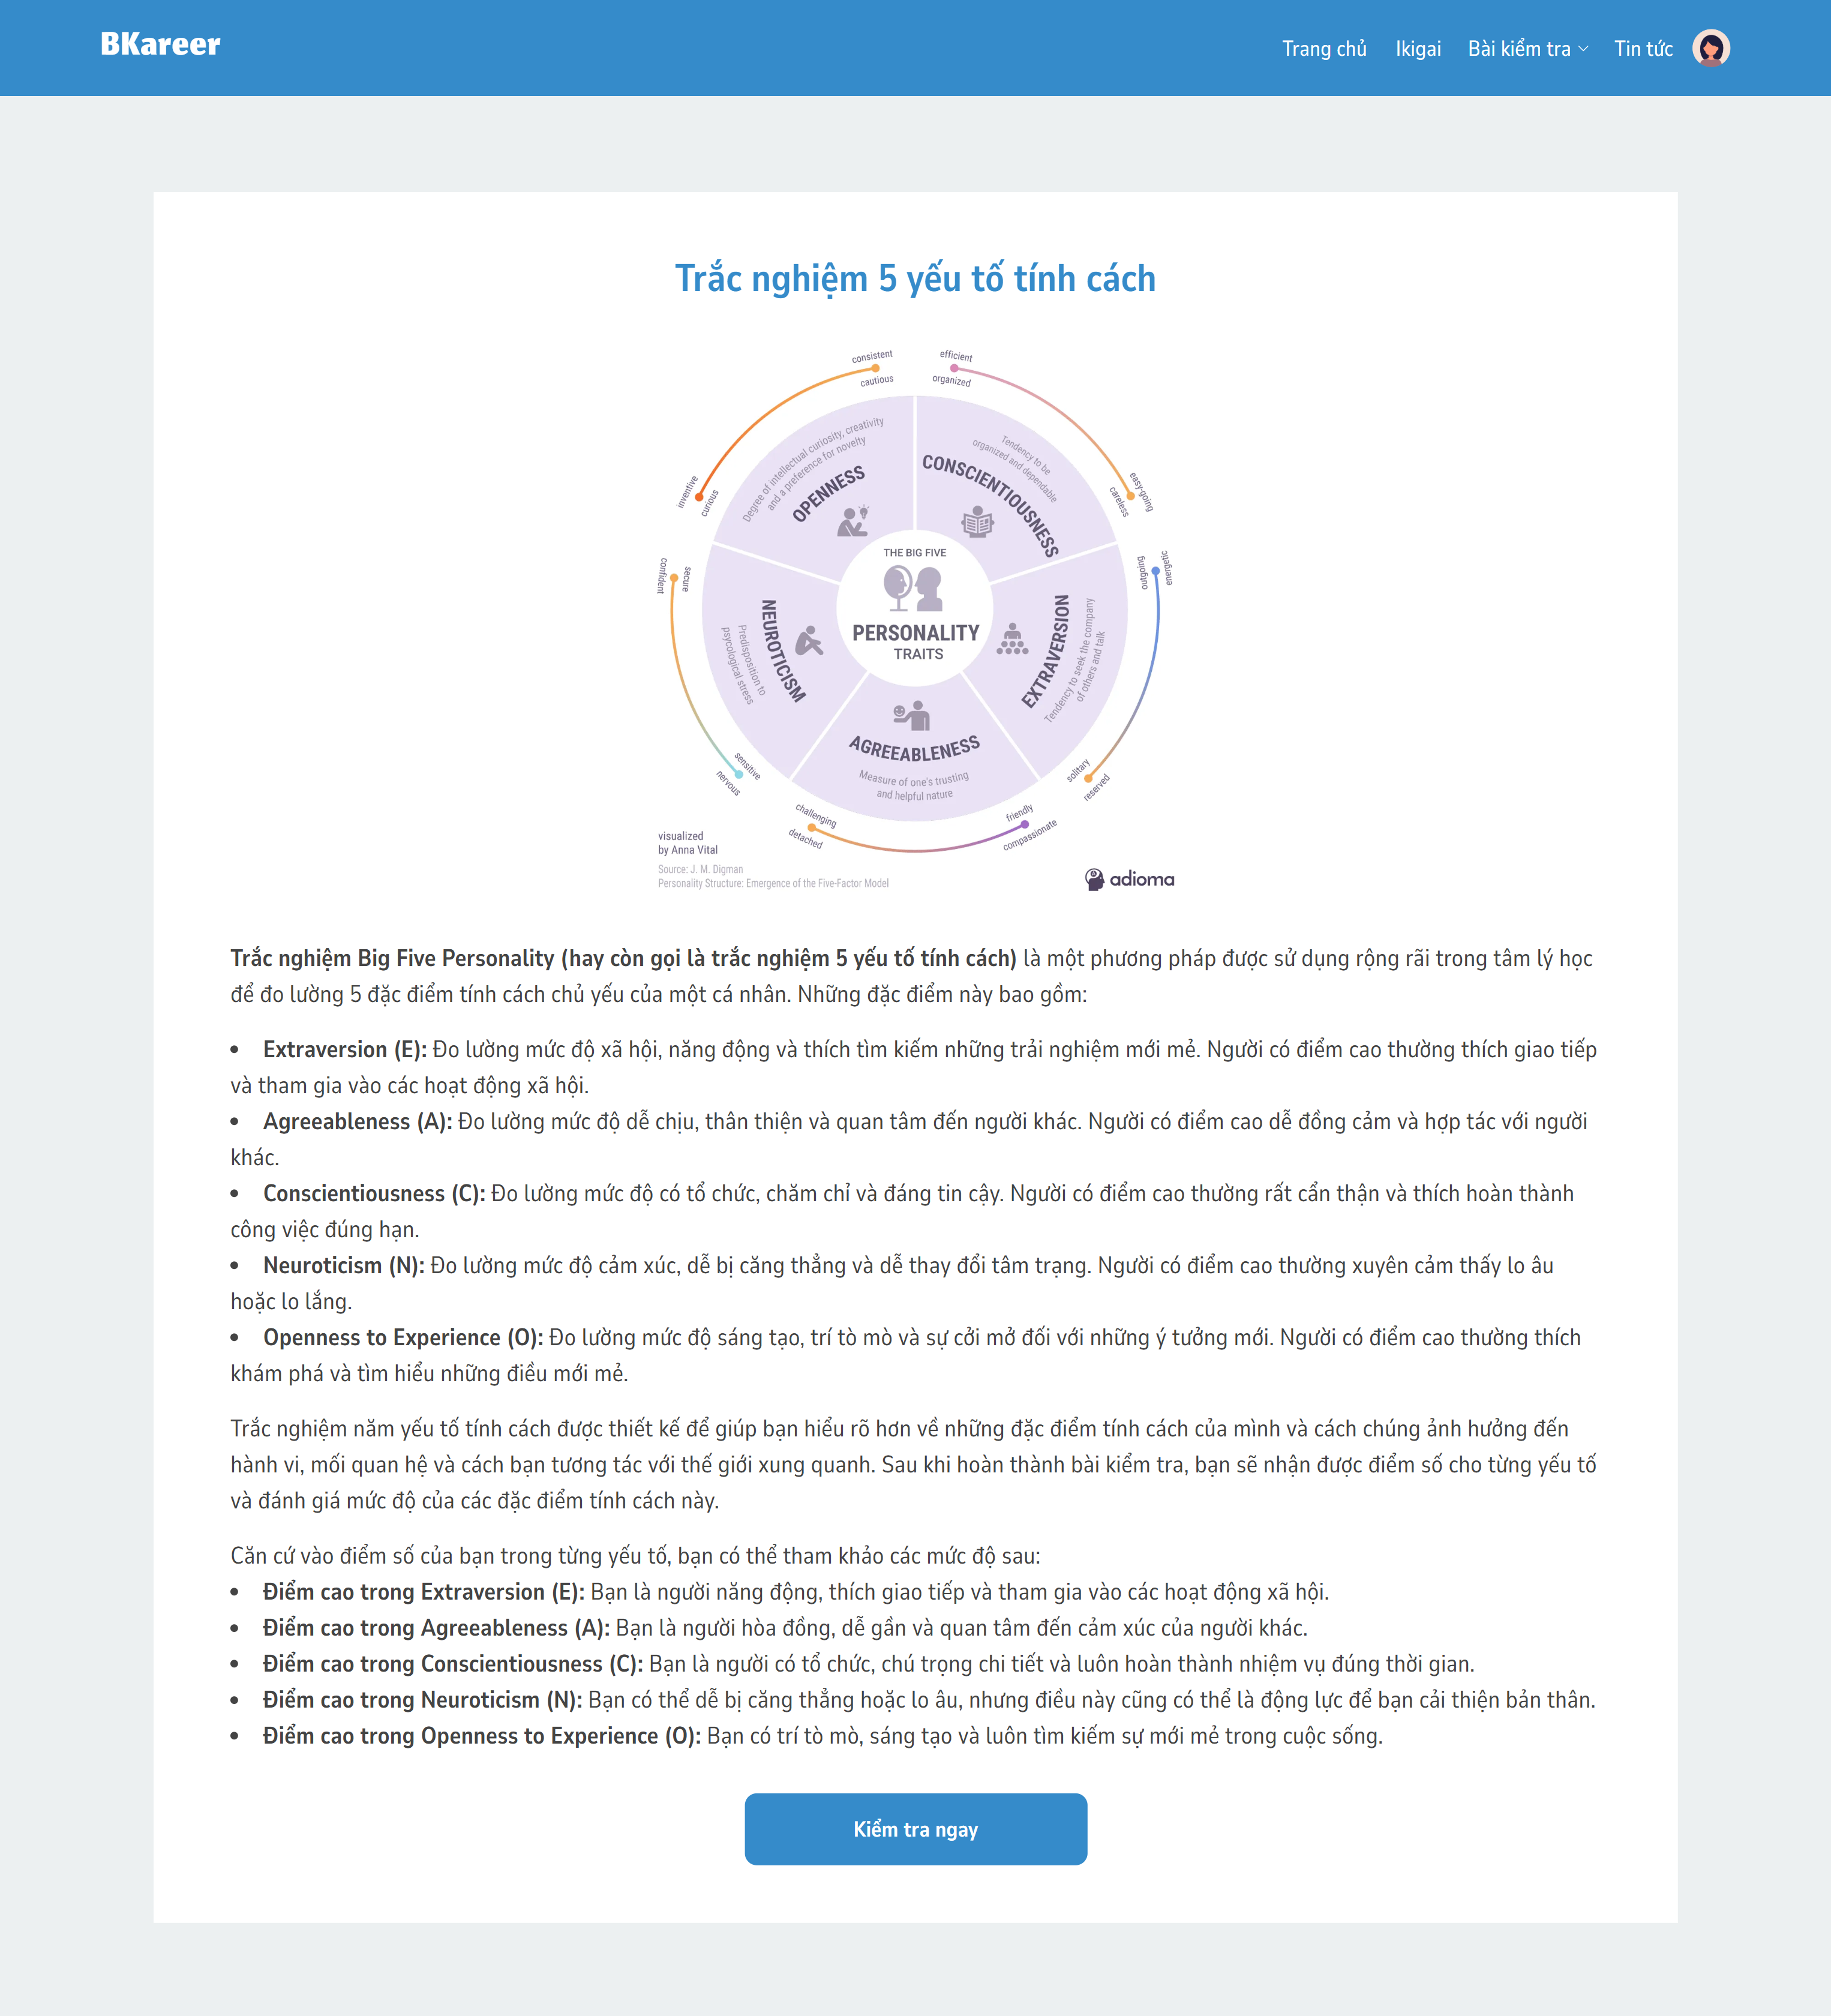 BKareer
Trang chủ
Ikigai
Bài kiểm tra
Tin tức
Trắc nghiệm 5 yếu tố tính cách
consistent
cautious
inventive
curious
Degree of intellectual curiosity, creativity
and a preference for novelty
OPENNESS
efficient
organized
easy-going
careless
Tendency to be
organized and dependable
CONSCIENTIOUSNESS
energetic
outgoing
solitary
reserved
EXTRAVERSION
Tendency to seek the company
of others and talk
THE BIG FIVE
PERSONALITY
TRAITS
confident
secure
sensitive
nervous
NEUROTICISM
Predisposition to
psycological stress
AGREEABLENESS
Measure of one's trusting
and helpful nature
challenging
detached
friendly
compassionate
visualized
by Anna Vital
Source: J. M. Digman
Personality Structure: Emergence of the Five-Factor Model
adioma
Trắc nghiệm Big Five Personality (hay còn gọi là trắc nghiệm 5 yếu tố tính cách) là một phương pháp được sử dụng rộng rãi trong tâm lý học
để đo lường 5 đặc điểm tính cách chủ yếu của một cá nhân. Những đặc điểm này bao gồm:
• Extraversion (E): Đo lường mức độ xã hội, năng động và thích tìm kiếm những trải nghiệm mới mẻ. Người có điểm cao thường thích giao tiếp
và tham gia vào các hoạt động xã hội.
• Agreeableness (A): Đo lường mức độ dễ chịu, thân thiện và quan tâm đến người khác. Người có điểm cao dễ đồng cảm và hợp tác với người
khác.
• Conscientiousness (C): Đo lường mức độ có tổ chức, chăm chỉ và đáng tin cậy. Người có điểm cao thường rất cẩn thận và thích hoàn thành
công việc đúng hạn.
• Neuroticism (N): Đo lường mức độ cảm xúc, dễ bị căng thẳng và dễ thay đổi tâm trạng. Người có điểm cao thường xuyên cảm thấy lo âu
hoặc lo lắng.
• Openness to Experience (O): Đo lường mức độ sáng tạo, trí tò mò và sự cởi mở đối với những ý tưởng mới. Người có điểm cao thường thích
khám phá và tìm hiểu những điều mới mẻ.
Trắc nghiệm năm yếu tố tính cách được thiết kế để giúp bạn hiểu rõ hơn về những đặc điểm tính cách của mình và cách chúng ảnh hưởng đến
hành vi, mối quan hệ và cách bạn tương tác với thế giới xung quanh. Sau khi hoàn thành bài kiểm tra, bạn sẽ nhận được điểm số cho từng yếu tố
và đánh giá mức độ của các đặc điểm tính cách này.
Căn cứ vào điểm số của bạn trong từng yếu tố, bạn có thể tham khảo các mức độ sau:
• Điểm cao trong Extraversion (E): Bạn là người năng động, thích giao tiếp và tham gia vào các hoạt động xã hội.
• Điểm cao trong Agreeableness (A): Bạn là người hòa đồng, dễ gần và quan tâm đến cảm xúc của người khác.
• Điểm cao trong Conscientiousness (C): Bạn là người có tổ chức, chú trọng chi tiết và luôn hoàn thành nhiệm vụ đúng thời gian.
• Điểm cao trong Neuroticism (N): Bạn có thể dễ bị căng thẳng hoặc lo âu, nhưng điều này cũng có thể là động lực để bạn cải thiện bản thân.
• Điểm cao trong Openness to Experience (O): Bạn có trí tò mò, sáng tạo và luôn tìm kiếm sự mới mẻ trong cuộc sống.
Kiểm tra ngay